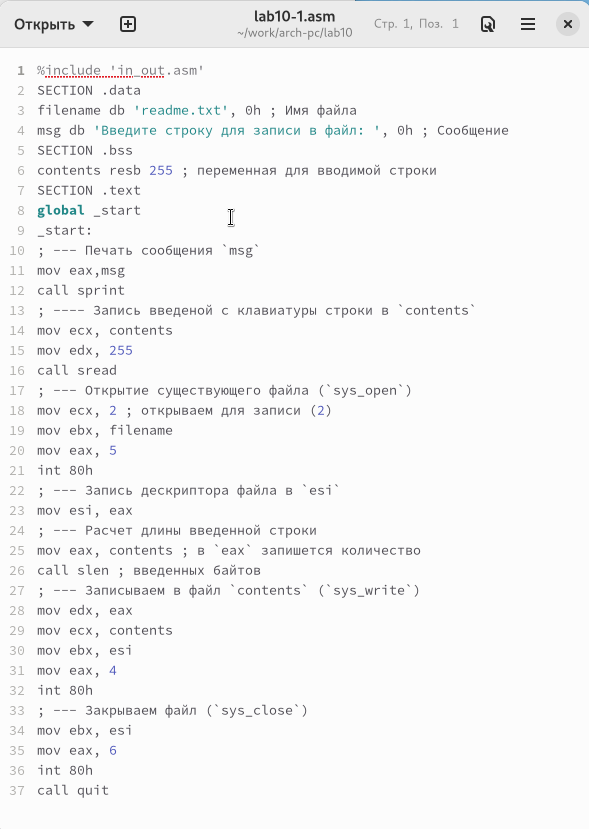 Открыть
lab10-1.asm
~/work/arch-pc/lab10
Стр. 1, Поз. 1
1 %include 'in_out.asm'
2 SECTION .data
3 filename db 'readme.txt', 0h ; Имя файла
4 msg db 'Введите строку для записи в файл: ', 0h ; Сообщение
5 SECTION .bss
6 contents resb 255 ; переменная для вводимой строки
7 SECTION .text
8 global _start
9 _start:
10 ; --- Печать сообщения `msg`
11 mov eax,msg
12 call sprint
13 ; ---- Запись введеной с клавиатуры строки в `contents`
14 mov ecx, contents
15 mov edx, 255
16 call sread
17 ; --- Открытие существующего файла (`sys_open`)
18 mov ecx, 2 ; открываем для записи (2)
19 mov ebx, filename
20 mov eax, 5
21 int 80h
22 ; --- Запись дескриптора файла в `esi`
23 mov esi, eax
24 ; --- Расчет длины введенной строки
25 mov eax, contents ; в `eax` запишется количество
26 call slen ; введенных байтов
27 ; --- Записываем в файл `contents` (`sys_write`)
28 mov edx, eax
29 mov ecx, contents
30 mov ebx, esi
31 mov eax, 4
32 int 80h
33 ; --- Закрываем файл (`sys_close`)
34 mov ebx, esi
35 mov eax, 6
36 int 80h
37 call quit